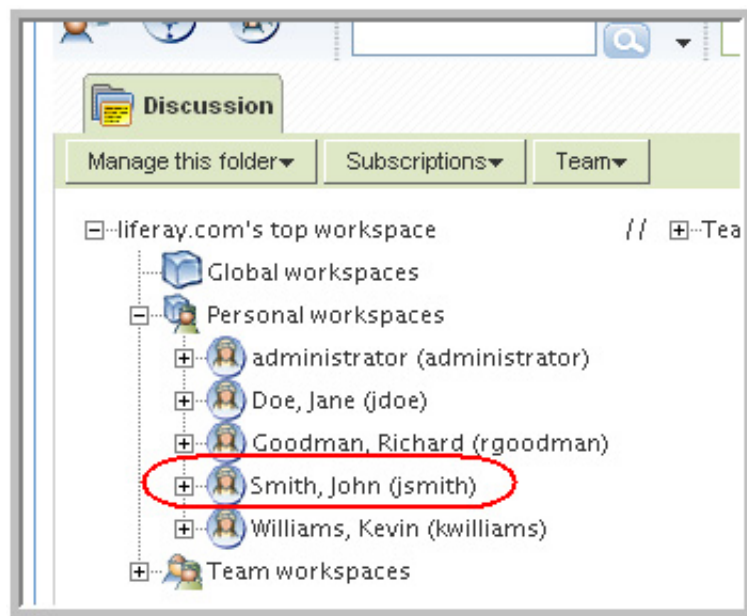 Discussion
Manage this folder Subscriptions Team
liferay.com's top workspace // Tea
Global workspaces
Personal workspaces
administrator (administrator)
Doe, Jane (jdoe)
Goodman, Richard (rgoodman)
Smith, John (jsmith)
Williams, Kevin (kwilliams)
Team workspaces